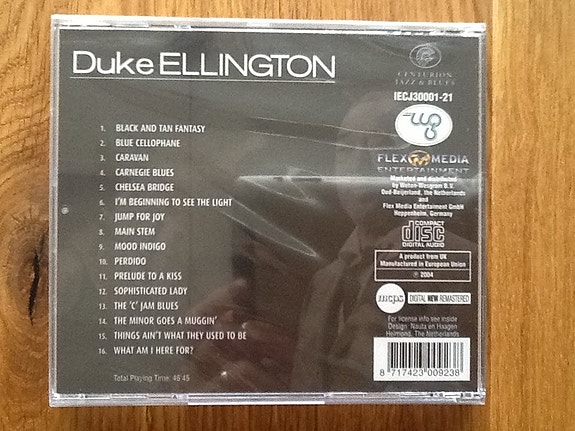 Duke ELLINGTON
1. BLACK AND TAN FANTASY
2. BLUE CELLOPHANE
3. CARAVAN
4. CARNEGIE BLUES
5. CHELSEA BRIDGE
6. I'M BEGINNING TO SEE THE LIGHT
7. JUMP FOR JOY
8. MAIN STEM
9. MOOD INDIGO
10. PERDIDO
11. PRELUDE TO A KISS
12. SOPHISTICATED LADY
13. THE 'C' JAM BLUES
14. THE MINOR GOES A MUGGIN'
15. THINGS AIN'T WHAT THEY USED TO BE
16. WHAT AM I HERE FOR?
Total Playing Time: 46'45
CENTURION
JAZZ & BLUES
IECJ30001-21
FLEX MEDIA
ENTERTAINMENT
Marketed and distributed
by Weton-Wesgram B.V.
Oud-Beijerland, the Netherlands
and
Flex Media Entertainment GmbH
Heppenheim, Germany
COMPACT
disc
DIGITAL AUDIO
A product from UK
Manufactured in European Union
℗ 2004
mcps
DIGITAL NEW REMASTERED
For license info see inside
Design: Nauta en Haagen
Helmond, The Netherlands
8 717423 009238